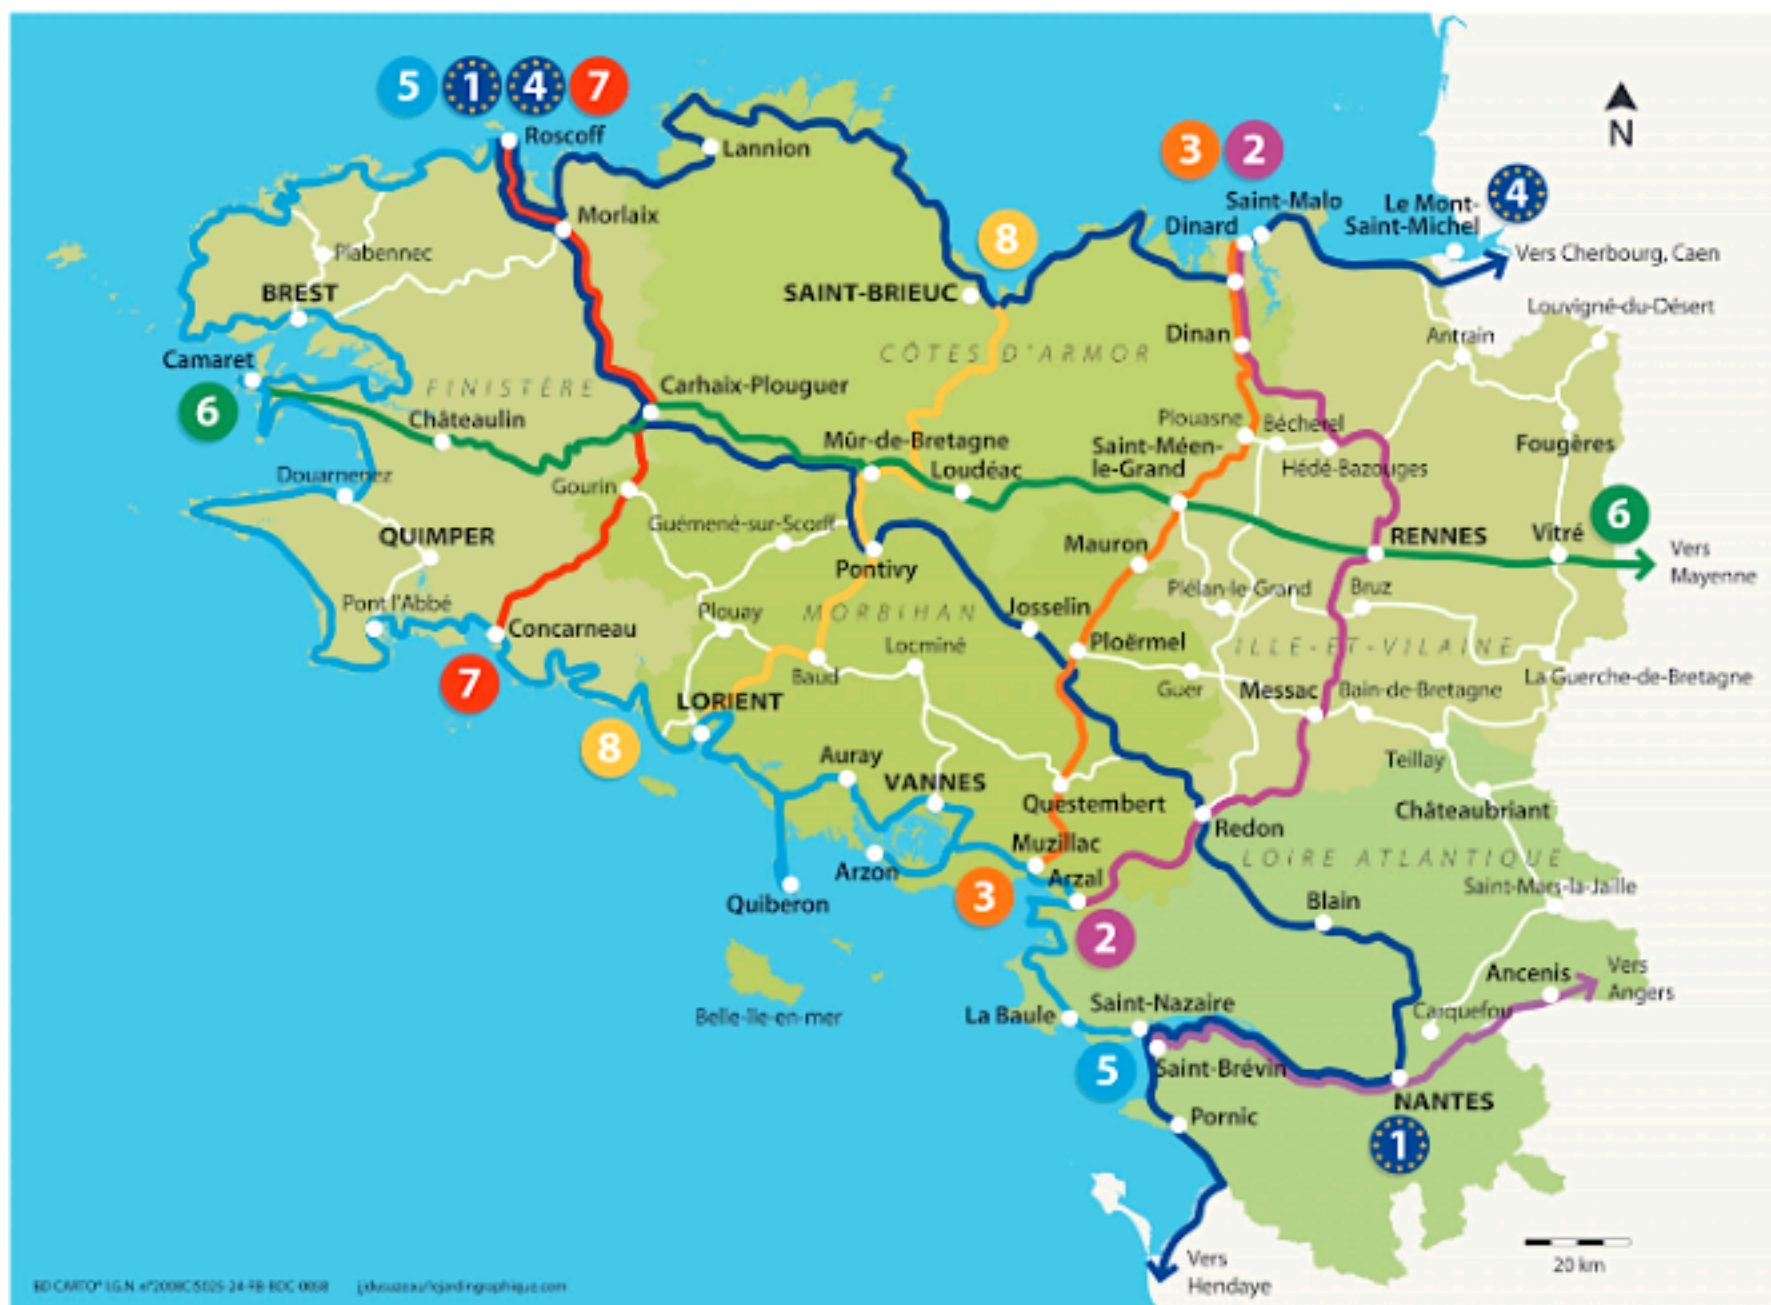 5 1 4 7
Roscoff
Lannion
3 2
Saint-Malo
Dinard
Le Mont-
Saint-Michel
4
N
Vers Cherbourg, Caen
Morlaix
Plabennec
BREST
8
SAINT-BRIEUC
Louvigné-du-Désert
Antrain
Dinan
CÔTES D'ARMOR
Camaret
6
FINISTÈRE
Carhaix-Plouguer
Châteaulin
Mûr-de-Bretagne
Loudéac
Plouasne
Bécherel
Saint-Méen-
le-Grand
Hédé-Bazouges
Fougères
Douarnenez
Gourin
Guémené-sur-Scorff
QUIMPER
Pontivy
Mauron
RENNES
Vitré
6
Vers
Mayenne
Pont l'Abbé
Concarneau
7
Plouay
MORBIHAN
Josselin
Plélan-le-Grand
Bruz
Locminé
Baud
Ploërmel
ILLE-ET-VILAINE
Guer
Messac
Bain-de-Bretagne
La Guerche-de-Bretagne
LORIENT
8
Auray
VANNES
Teillay
Questembert
Châteaubriant
Redon
Muzillac
LOIRE ATLANTIQUE
Arzon
Arzal
Quiberon
3
2
Saint-Mars-la-Jaille
Blain
Belle-île-en-mer
La Baule
Saint-Nazaire
Ancenis
Vers
Angers
Carquefou
5
Saint-Brévin
NANTES
1
Pornic
Vers
Hendaye
20 km
BD CARTO® I.G.N.